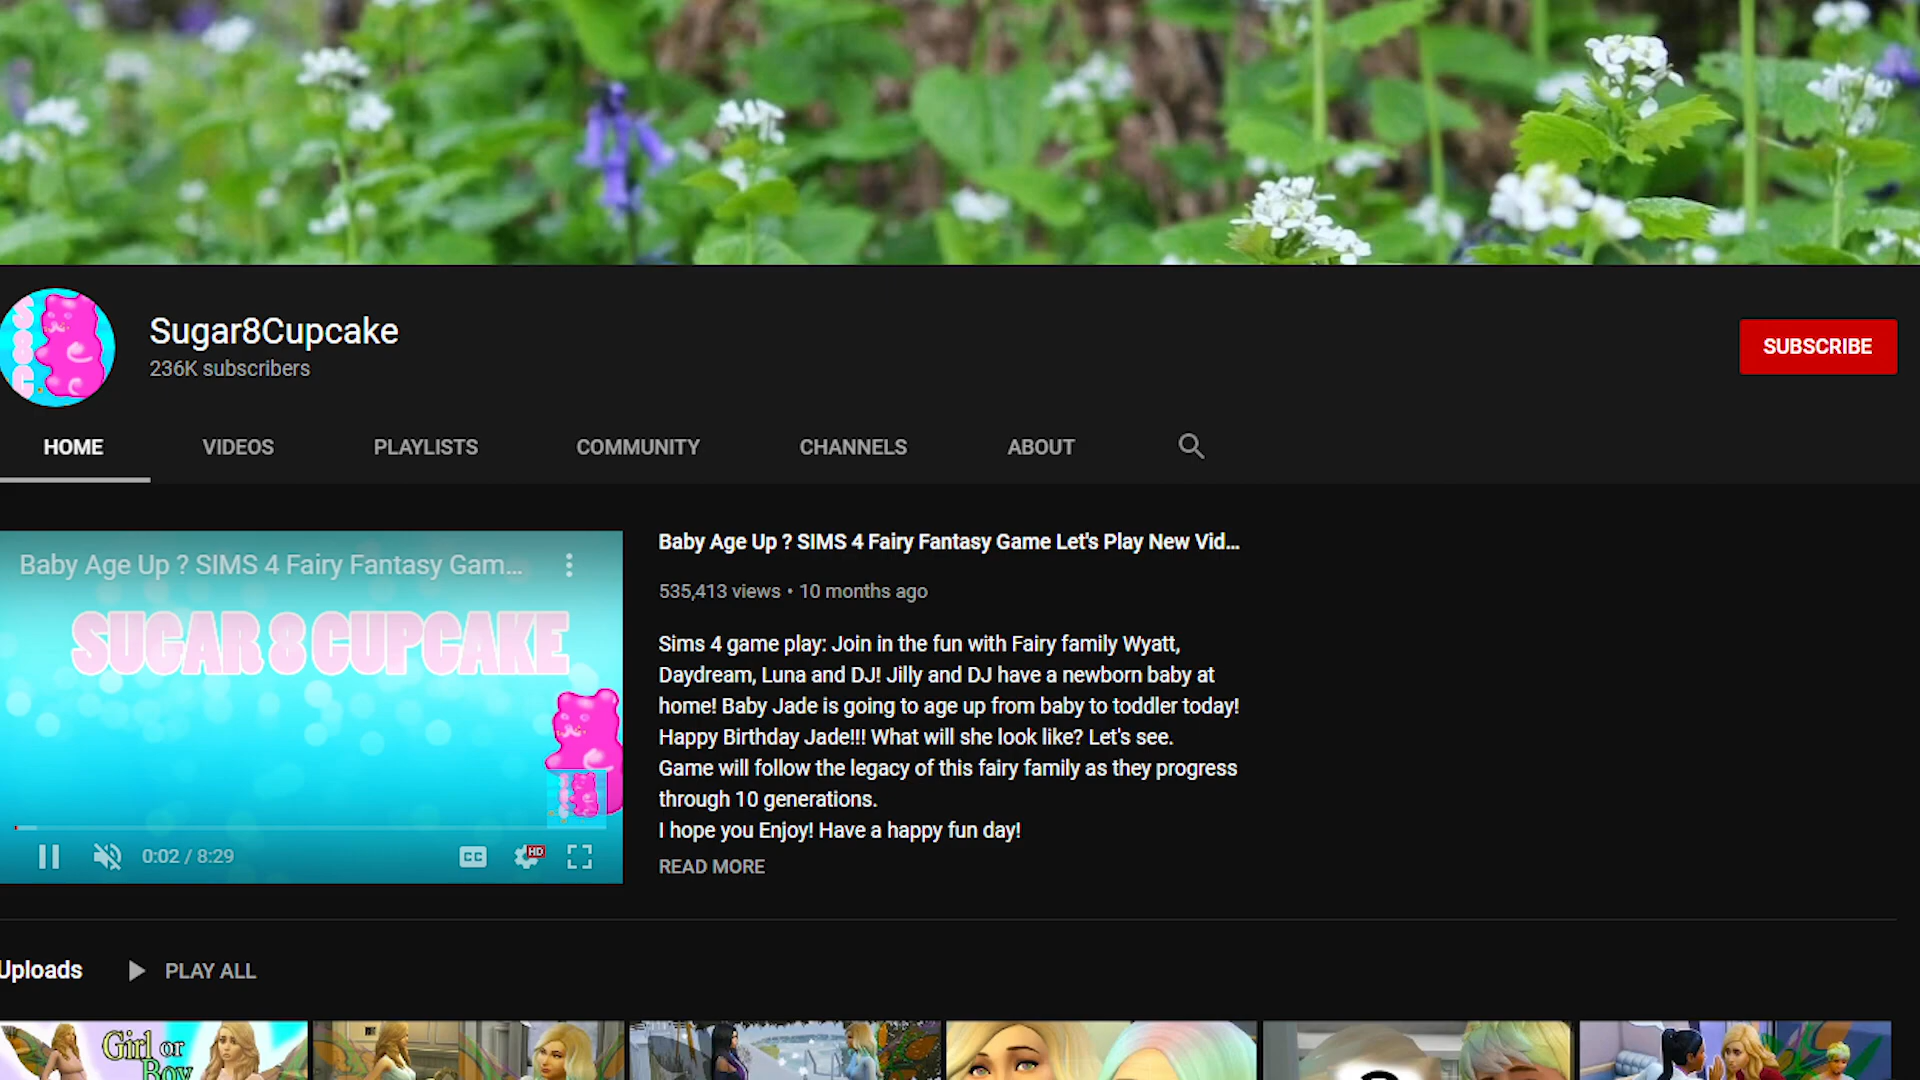 Sugar8Cupcake
236K subscribers
SUBSCRIBE
HOME
VIDEOS
PLAYLISTS
COMMUNITY
CHANNELS
ABOUT
S8C
Baby Age Up ? SIMS 4 Fairy Fantasy Gam...
SUGAR 8 CUPCAKE
0:02 / 8:29
CC
HD
Baby Age Up ? SIMS 4 Fairy Fantasy Game Let's Play New Vid...
535,413 views • 10 months ago
Sims 4 game play: Join in the fun with Fairy family Wyatt,
Daydream, Luna and DJ! Jilly and DJ have a newborn baby at
home! Baby Jade is going to age up from baby to toddler today!
Happy Birthday Jade!!! What will she look like? Let's see.
Game will follow the legacy of this fairy family as they progress
through 10 generations.
I hope you Enjoy! Have a happy fun day!
READ MORE
Uploads
PLAY ALL
Girl or
Boy